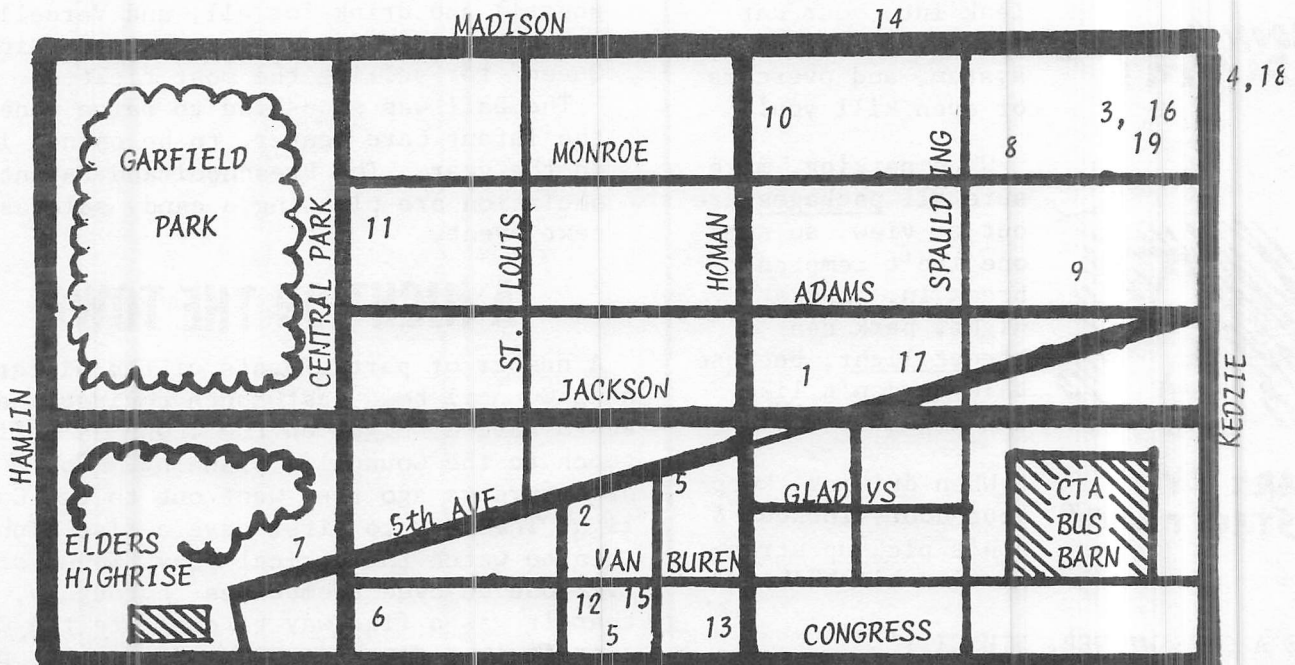 MADISON
14
4, 18
10
3, 16
8
19
GARFIELD
PARK
MONROE
CENTRAL PARK
11
ST. LOUIS
HOMAN
SPAULDING
9
ADAMS
HAMLIN
JACKSON
1
17
KEDZIE
ELDERS
HIGHRISE
7
5th AVE
2
5
GLADYS
CTA
BUS
BARN
VAN BUREN
6
12
15
5
13
CONGRESS